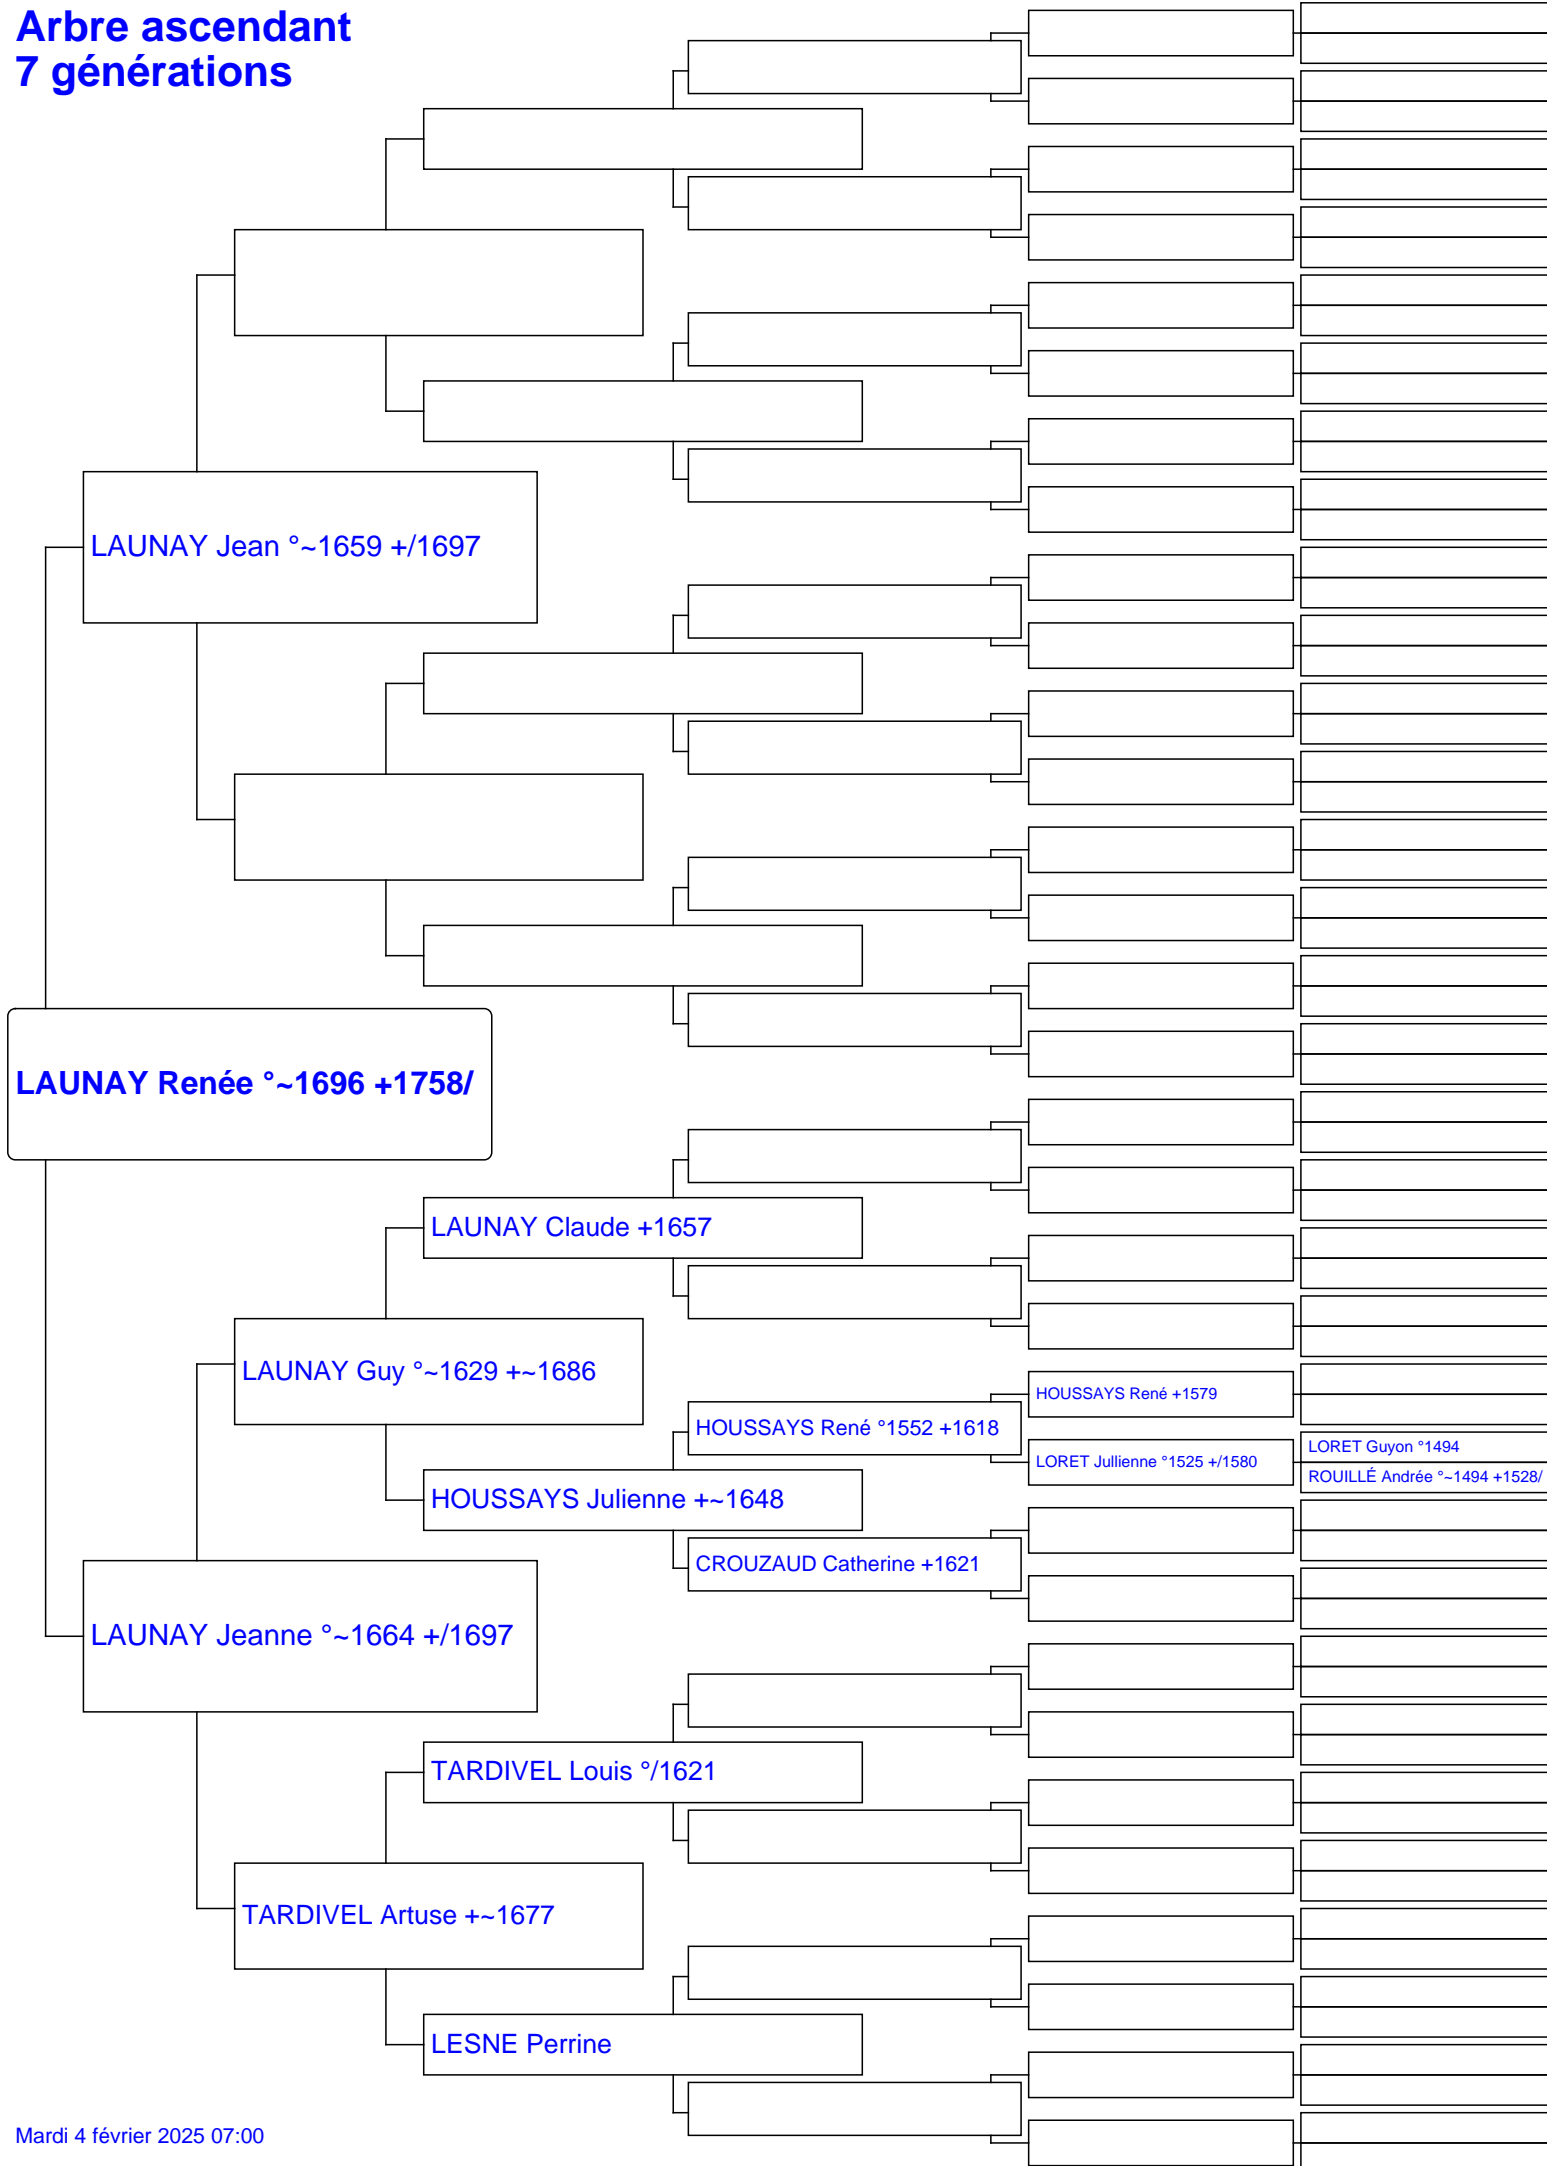 Arbre ascendant
7 générations
LAUNAY Jean °~1659 +/1697
LAUNAY Renée °~1696 +1758/
LAUNAY Claude +1657
LAUNAY Guy °~1629 +~1686
HOUSSAYS René +1579
HOUSSAYS René °1552 +1618
LORET Guyon °1494
LORET Jullienne °1525 +/1580
ROUILLÉ Andrée °~1494 +1528/
HOUSSAYS Julienne +~1648
CROUZAUD Catherine +1621
LAUNAY Jeanne °~1664 +/1697
TARDIVEL Louis °/1621
TARDIVEL Artuse +~1677
LESNE Perrine
Mardi 4 février 2025 07:00